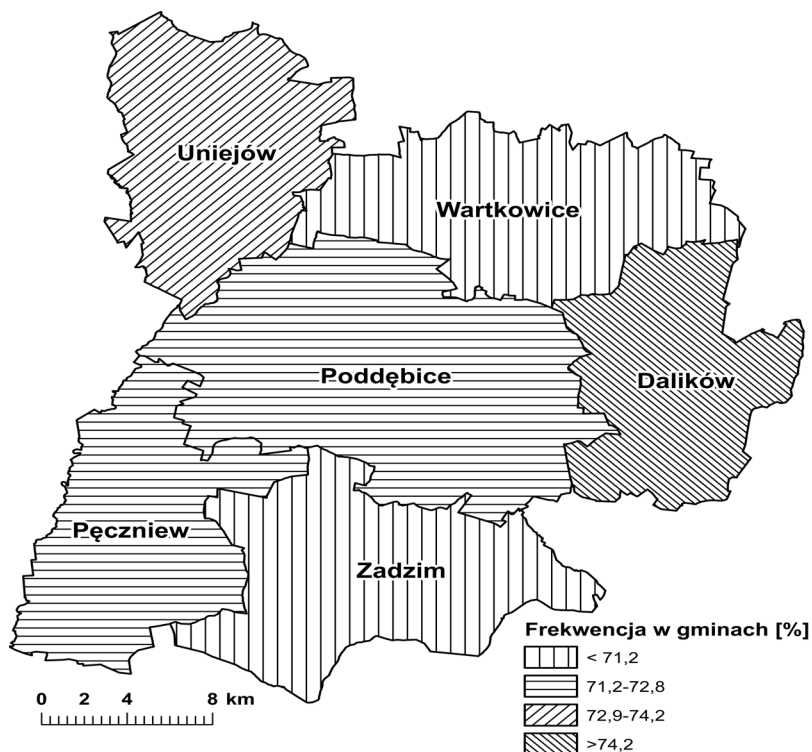 Uniejów
Wartkowice
Poddębice
Dalików
Pęczniew
Zadzim
Frekwencja w gminach [%]
< 71,2
71,2-72,8
72,9-74,2
>74,2
0 2 4 8 km